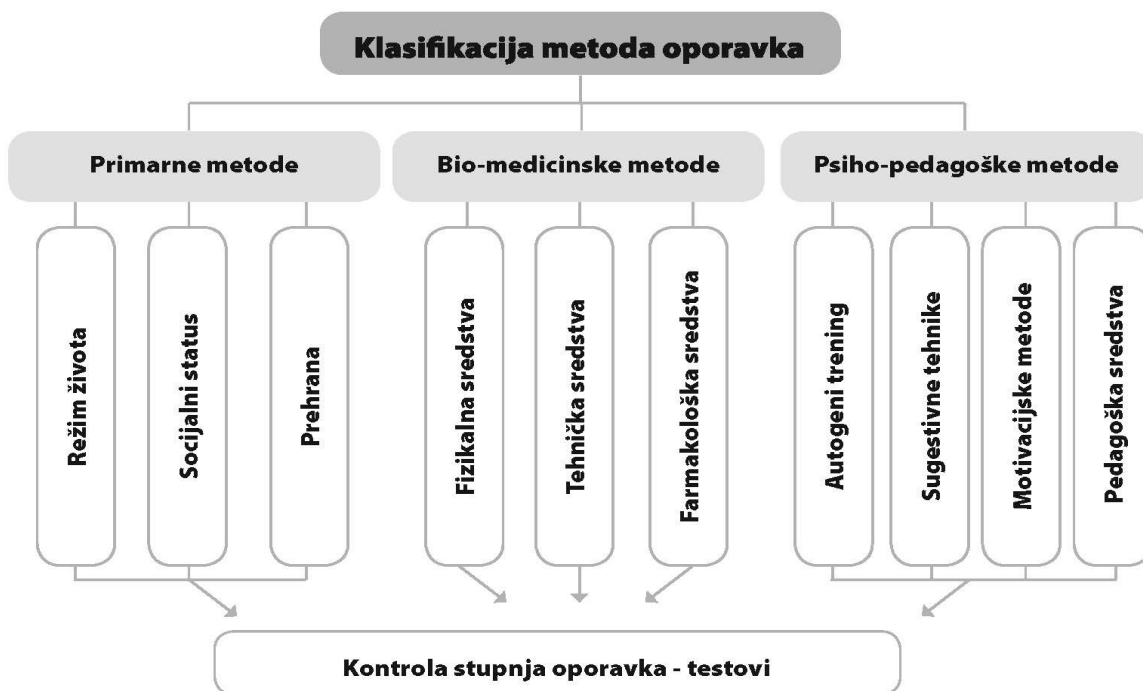 Klasifikacija metoda oporavka
Primarne metode
Bio-medicinske metode
Psiho-pedagoške metode
Režim života
Socijalni status
Prehrana
Fizikalna sredstva
Tehnička sredstva
Farmakološka sredstva
Autogeni trening
Sugestivne tehnike
Motivacijske metode
Pedagoška sredstva
Kontrola stupnja oporavka - testovi